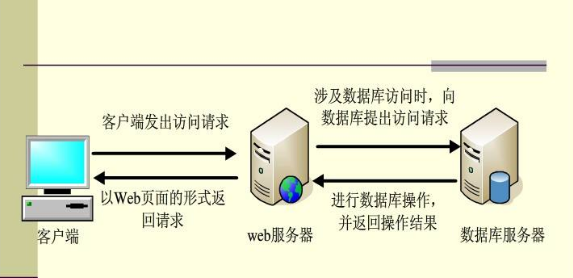 客户端发出访问请求
以Web页面的形式返
回请求
客户端
web服务器
涉及数据库访问时，向
数据库提出访问请求
进行数据库操作，
并返回操作结果
数据库服务器